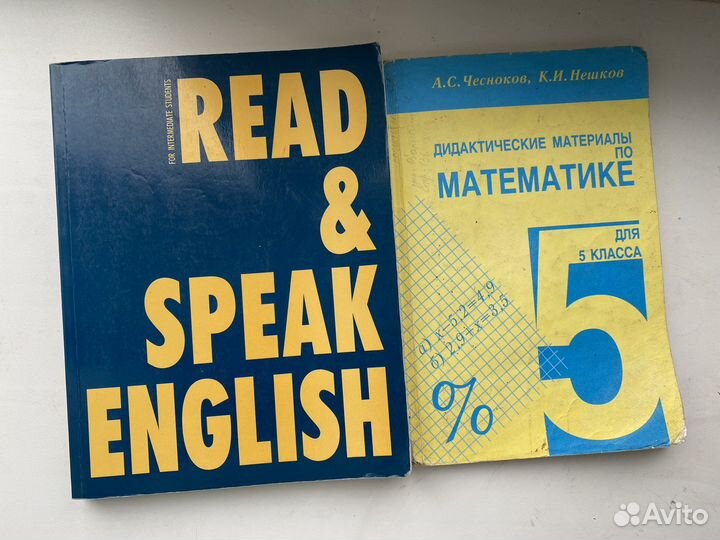 FOR INTERMEDIATE STUDENTS
READ
&
SPEAK
ENGLISH
А.С. Чесноков, К.И. Нешков
ДИДАКТИЧЕСКИЕ МАТЕРИАЛЫ
ПО
МАТЕМАТИКЕ
ДЛЯ
5 КЛАССА
5
а) x-5,2=4,9
б) 2,9+x=3,5
%
Avito